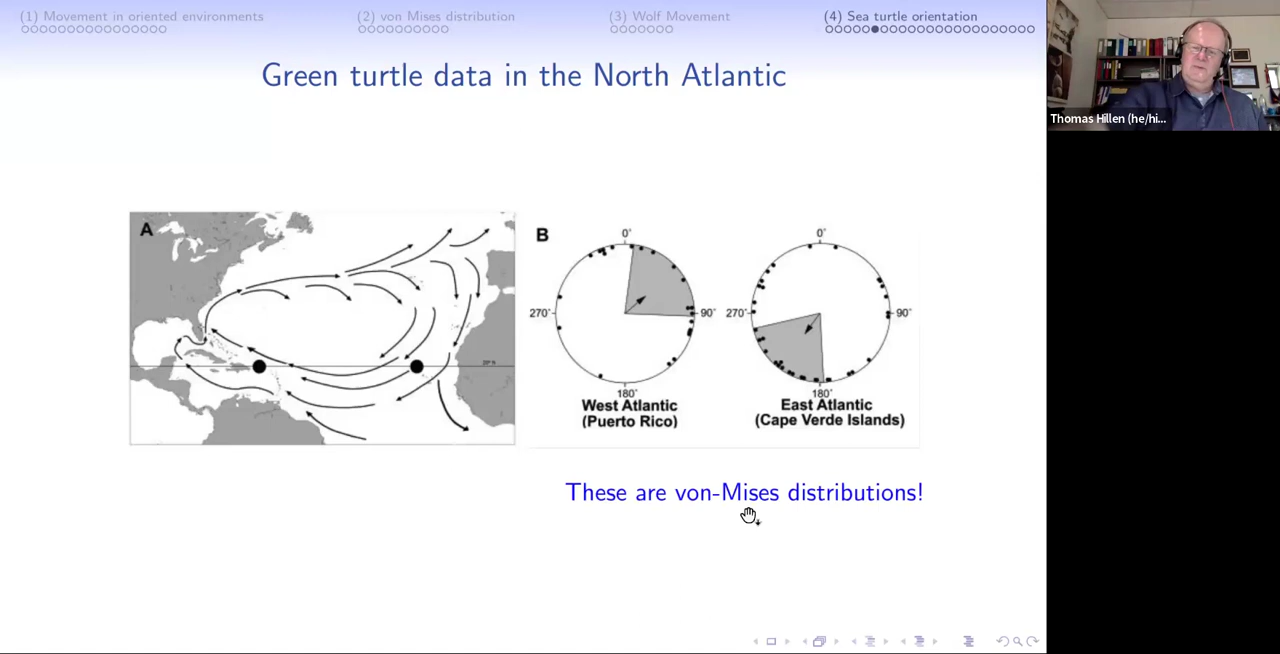 (1) Movement in oriented environments
(2) von Mises distribution
(3) Wolf Movement
(4) Sea turtle orientation
Green turtle data in the North Atlantic
Thomas Hillen (he/hi...
A
20° N
B
0°
270°
90°
180°
West Atlantic
(Puerto Rico)
0°
270°
90°
180°
East Atlantic
(Cape Verde Islands)
These are von-Mises distributions!